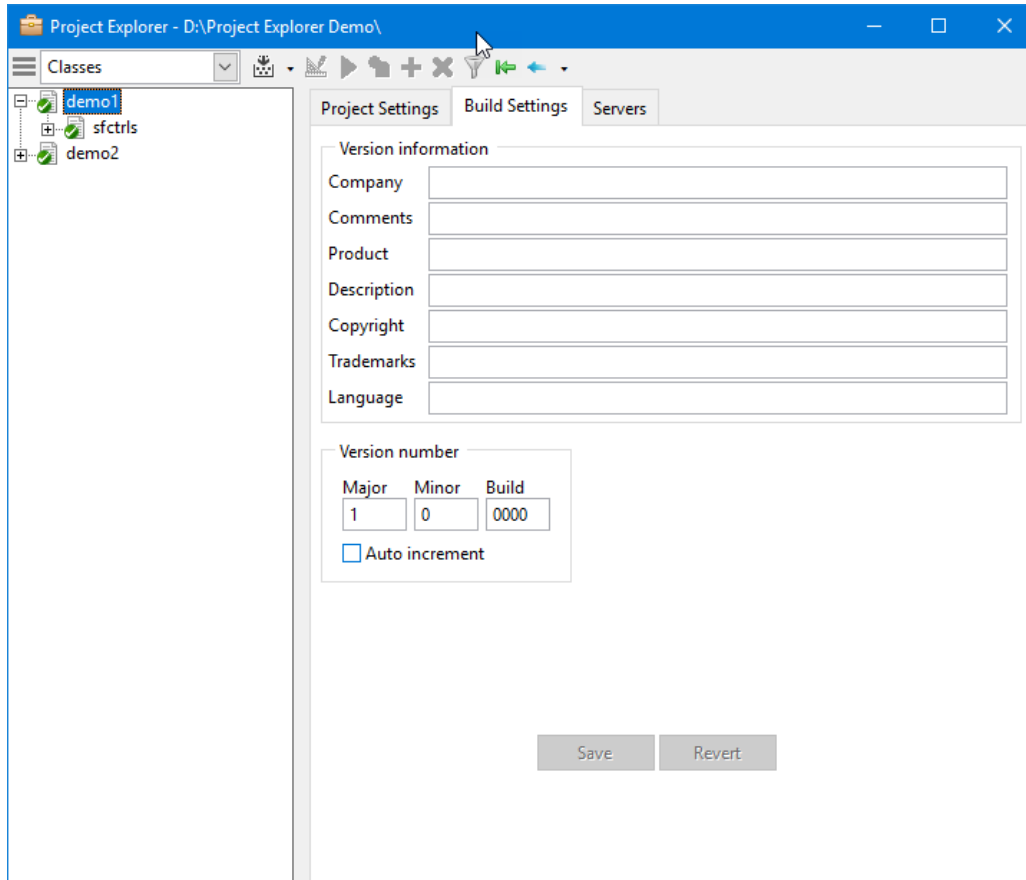 Project Explorer - D:\Project Explorer Demo\
Classes
demo1
sfctrls
demo2
Project Settings
Build Settings
Servers
Version information
Company
Comments
Product
Description
Copyright
Trademarks
Language
Version number
Major Minor Build
1 0 0000
Auto increment
Save Revert